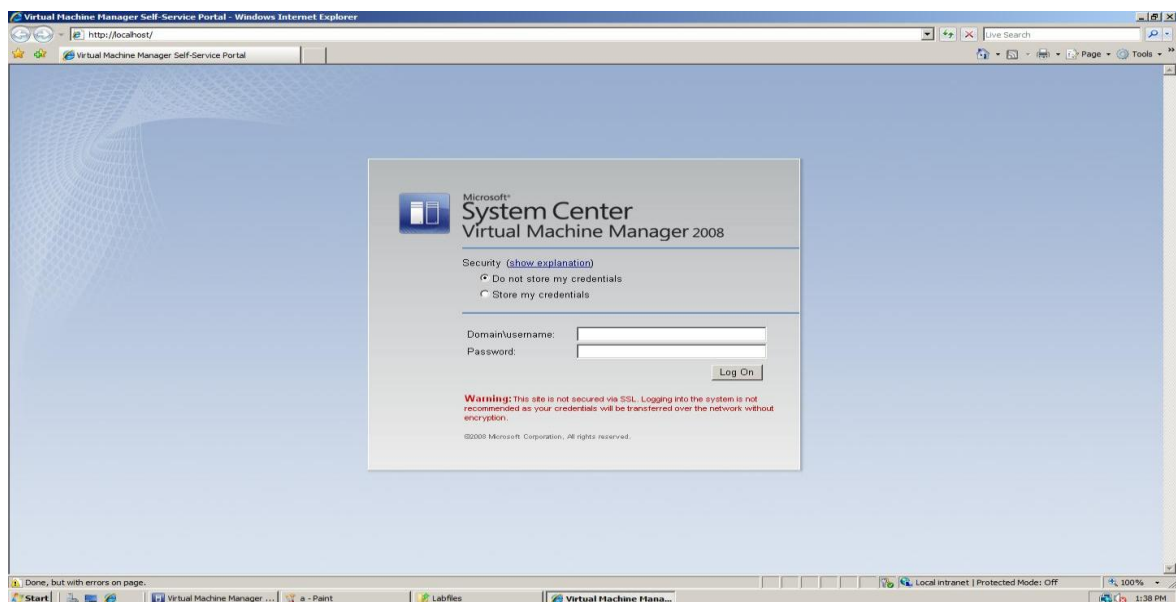 Virtual Machine Manager Self-Service Portal - Windows Internet Explorer
http://localhost/
Live Search
Virtual Machine Manager Self-Service Portal
Page
Tools
Microsoft®
System Center
Virtual Machine Manager 2008
Security (show explanation)
Do not store my credentials
Store my credentials
Domain\username:
Password:
Log On
Warning: This site is not secured via SSL. Logging into the system is not
recommended as your credentials will be transferred over the network without
encryption.
©2008 Microsoft Corporation, All rights reserved.
Done, but with errors on page.
Local intranet | Protected Mode: Off
100%
Start
Virtual Machine Manager ...
a - Paint
Labfiles
Virtual Machine Mana...
1:38 PM